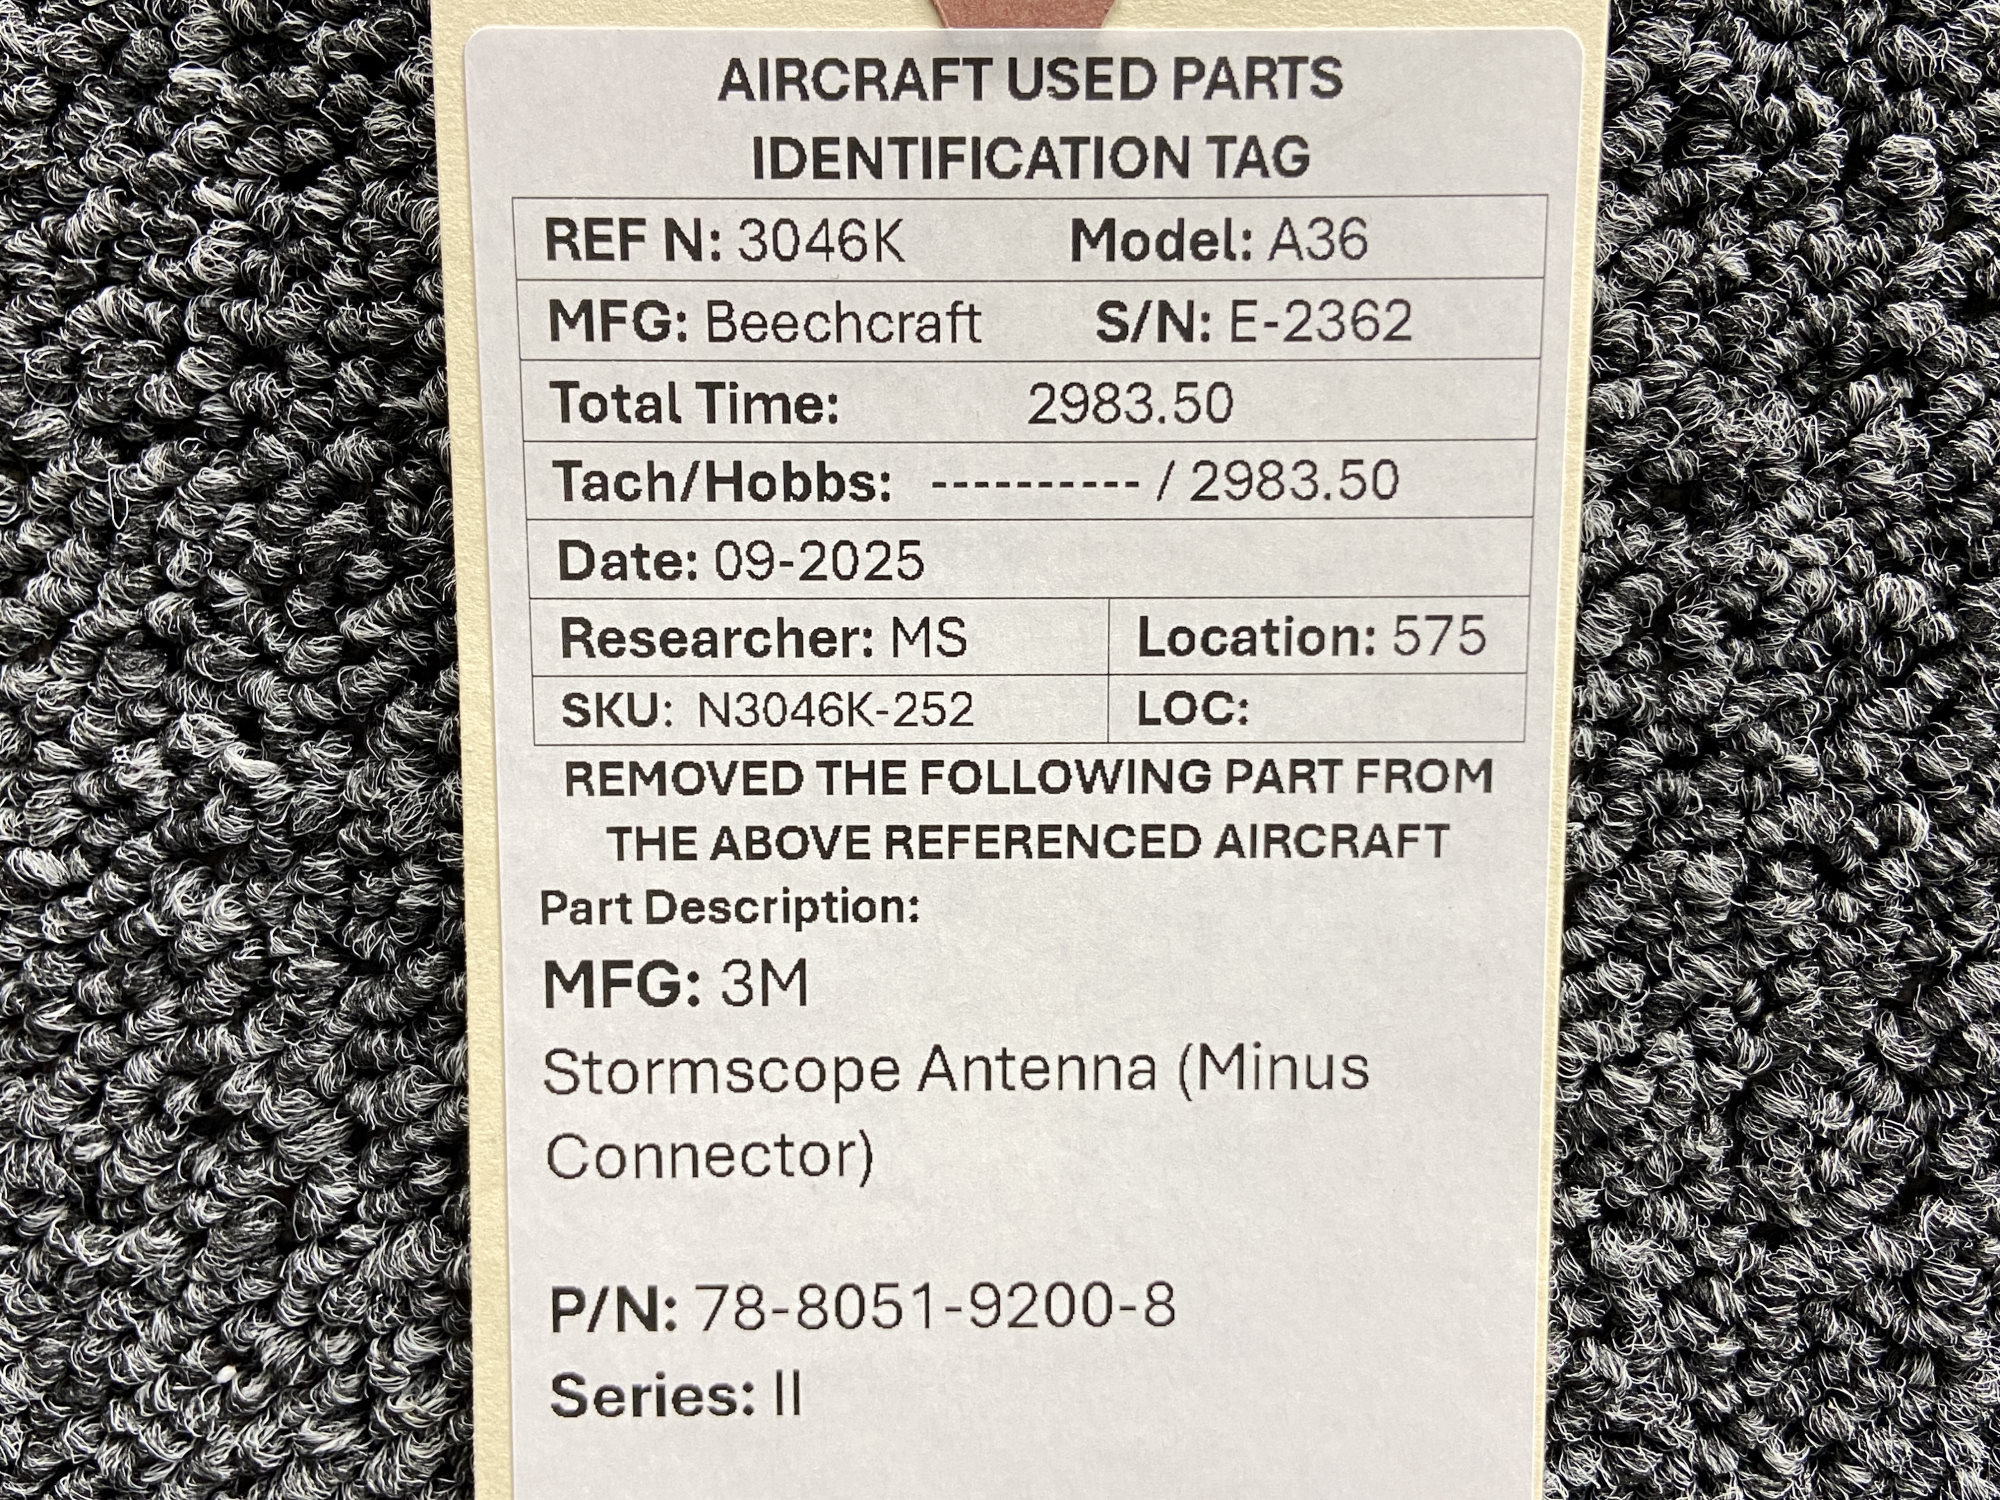 AIRCRAFT USED PARTS
IDENTIFICATION TAG
REF N: 3046K Model: A36
MFG: Beechcraft S/N: E-2362
Total Time: 2983.50
Tach/Hobbs: ---------- / 2983.50
Date: 09-2025
Researcher: MS Location: 575
SKU: N3046K-252 LOC:
REMOVED THE FOLLOWING PART FROM
THE ABOVE REFERENCED AIRCRAFT
Part Description:
MFG: 3M
Stormscope Antenna (Minus
Connector)
P/N: 78-8051-9200-8
Series: II